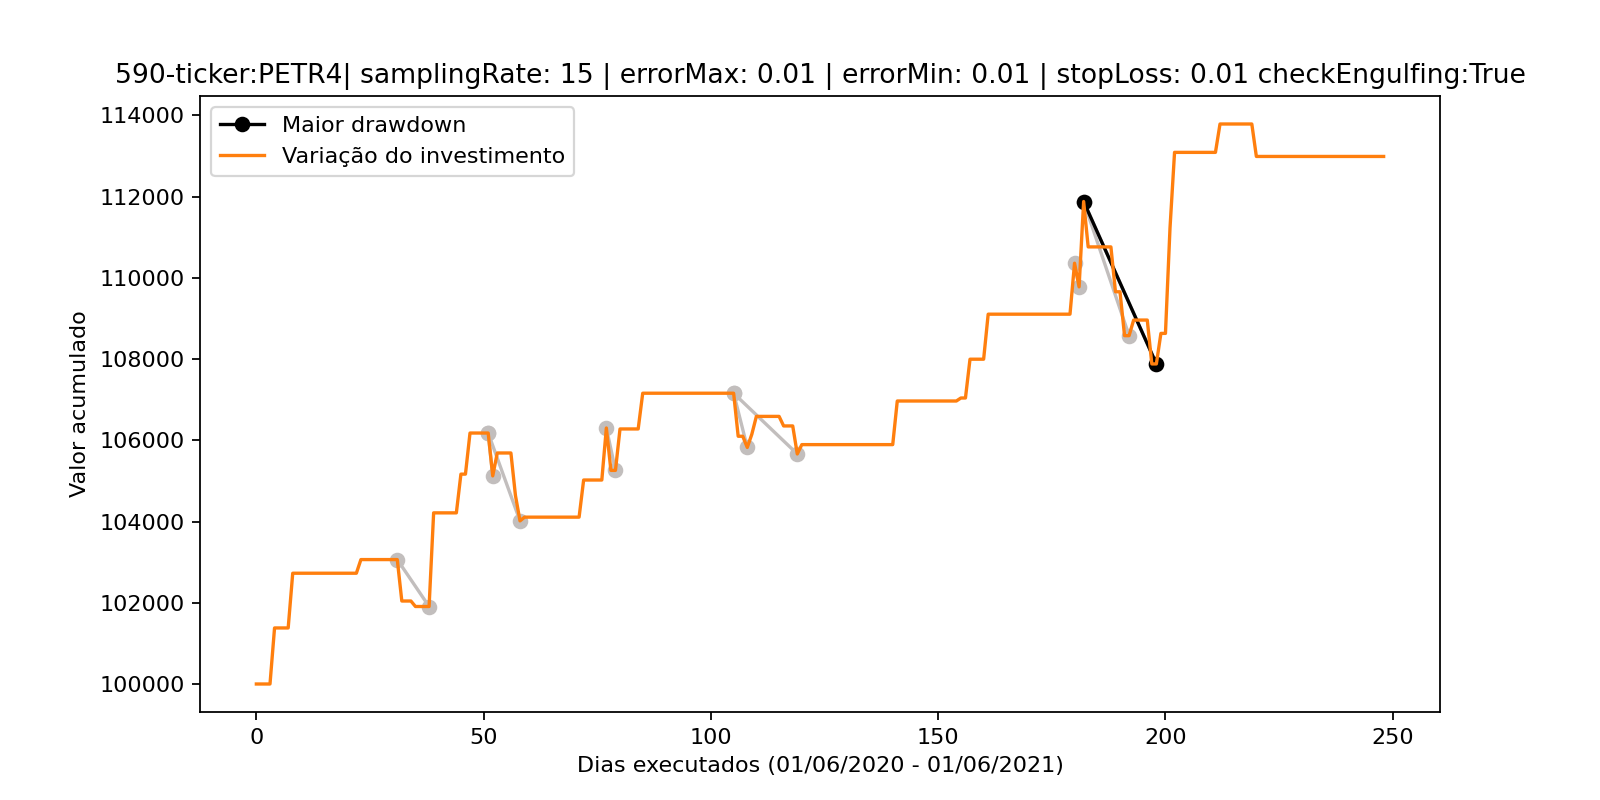 590-ticker:PETR4| samplingRate: 15 | errorMax: 0.01 | errorMin: 0.01 | stopLoss: 0.01 checkEngulfing:True
Maior drawdown
Variação do investimento
Valor acumulado
114000
112000
110000
108000
106000
104000
102000
100000
0 50 100 150 200 250
Dias executados (01/06/2020 - 01/06/2021)